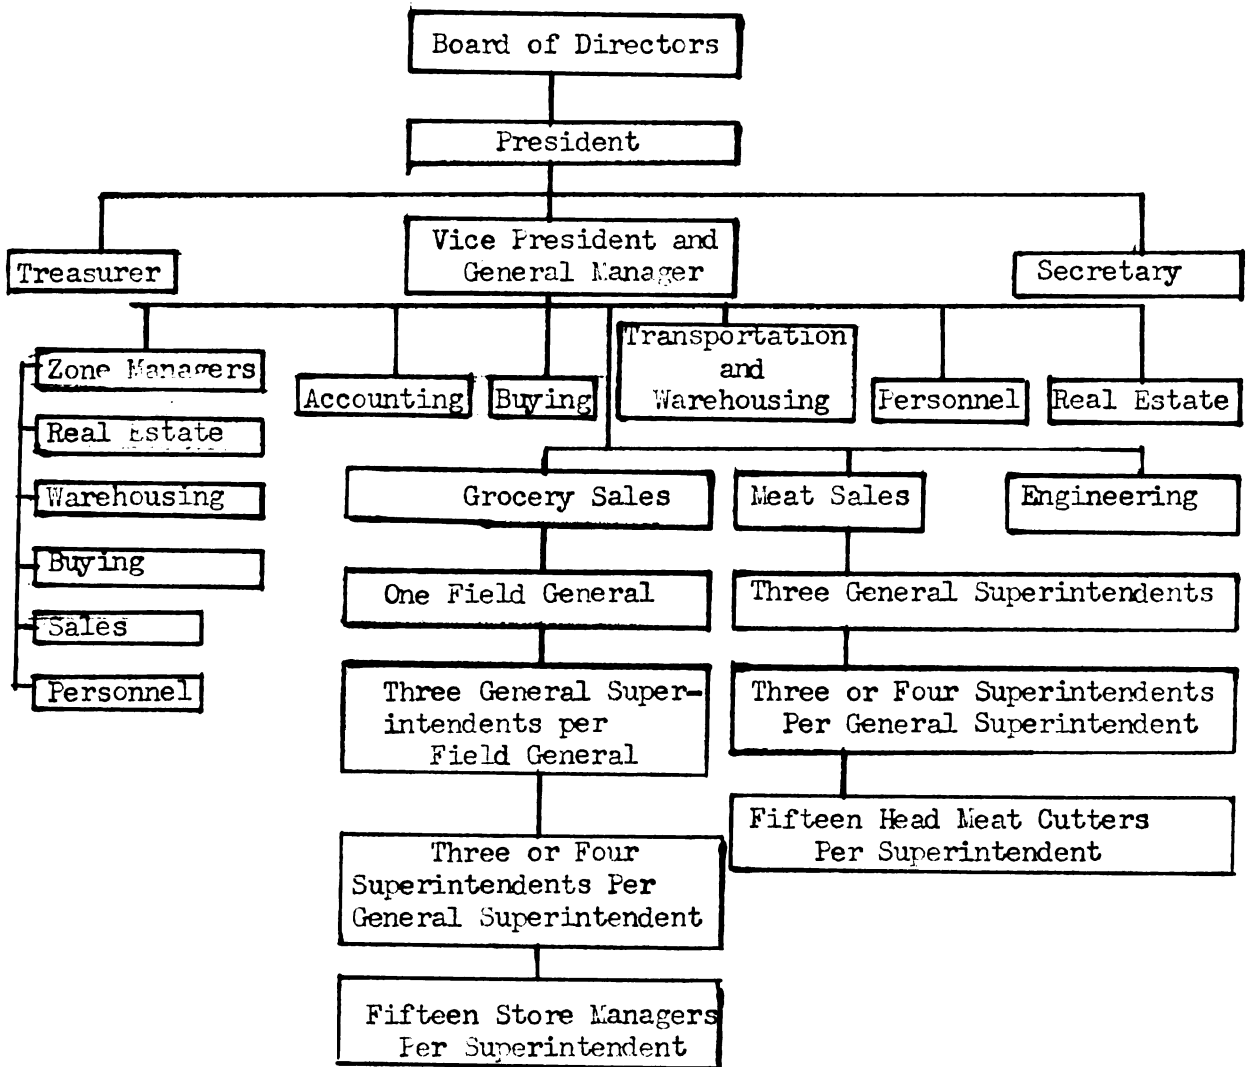 Board of Directors
President
Treasurer
Vice President and
General Manager
Secretary
Zone Managers
Real Estate
Warehousing
Buying
Sales
Personnel
Accounting
Buying
Transportation
and
Warehousing
Personnel
Real Estate
Grocery Sales
Meat Sales
Engineering
One Field General
Three General Super-
intendents per
Field General
Three or Four
Superintendents Per
General Superintendent
Fifteen Store Managers
Per Superintendent
Three General Superintendents
Three or Four Superintendents
Per General Superintendent
Fifteen Head Meat Cutters
Per Superintendent